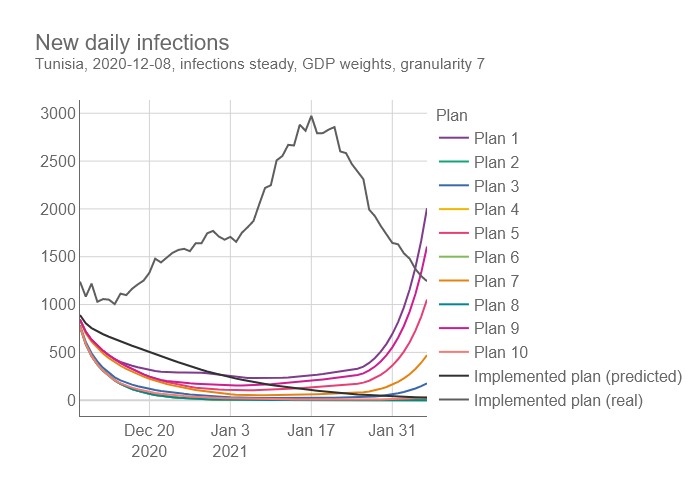 New daily infections
Tunisia, 2020-12-08, infections steady, GDP weights, granularity 7
3000
2500
2000
1500
1000
500
0
Dec 20
2020
Jan 3
2021
Jan 17
Jan 31
Plan
Plan 1
Plan 2
Plan 3
Plan 4
Plan 5
Plan 6
Plan 7
Plan 8
Plan 9
Plan 10
Implemented plan (predicted)
Implemented plan (real)